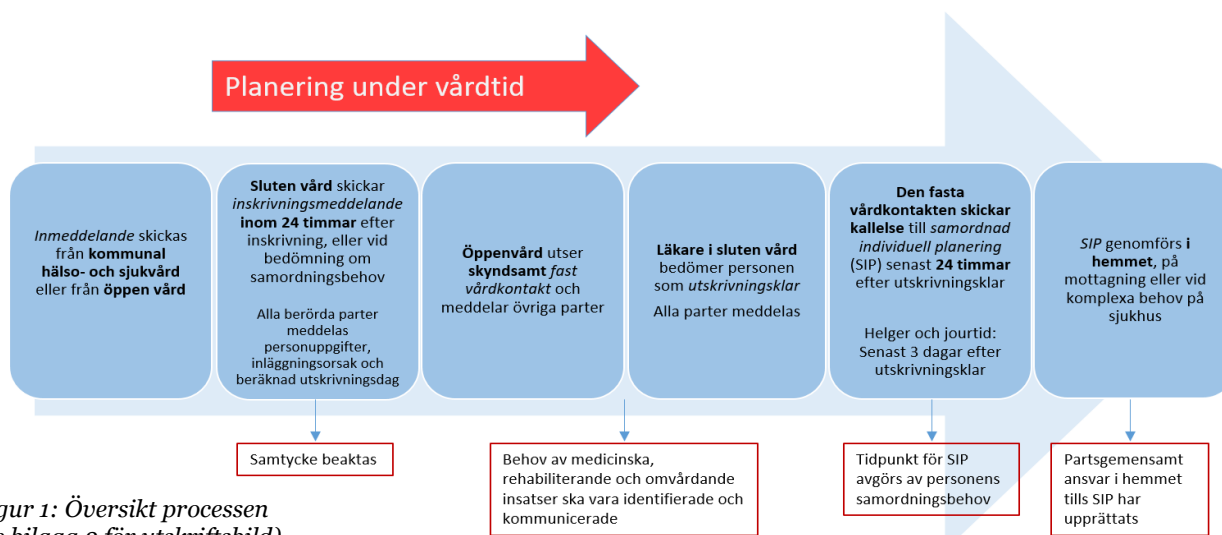 Planering under vårdtid
Inmeddelande skickas
från kommunal
hälso- och sjukvård
eller från öppen vård
Sluten vård skickar
inskrivningsmeddelande
inom 24 timmar efter
inskrivning, eller vid
bedömning om
samordningsbehov
Alla berörda parter
meddelas
personuppgifter,
inläggningsorsak och
beräknad utskrivningsdag
Öppenvård utser
skyndsamt fast
vårdkontakt och
meddelar övriga parter
Läkare i sluten vård
bedömer personen
som utskrivningsklar
Alla parter meddelas
Den fasta
vårdkontakten skickar
kallelse till samordnad
individuell planering
(SIP) senast 24 timmar
efter utskrivningsklar
Helger och jourtid:
Senast 3 dagar efter
utskrivningsklar
SIP genomförs i
hemmet, på
mottagning eller vid
komplexa behov på
sjukhus
Samtycke beaktas
Behov av medicinska,
rehabiliterande och omvårdande
insatser ska vara identifierade och
kommunicerade
Tidpunkt för SIP
avgörs av personens
samordningsbehov
Partsgemensamt
ansvar i hemmet
tills SIP har
upprättats
gur 1: Översikt processen
bilaga för utskriftsbild)